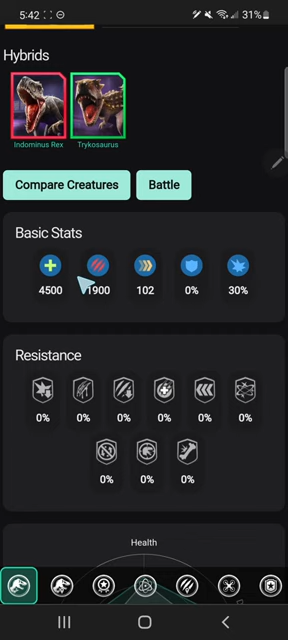 5:42
31%
Hybrids
Indominus Rex Trykosaurus
Compare Creatures Battle
Basic Stats
4500 1900 102 0% 30%
Resistance
0% 0% 0% 0% 0% 0%
0% 0% 0%
Health